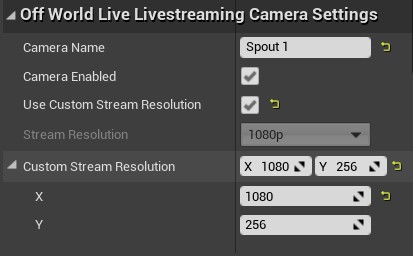 Off World Live Livestreaming Camera Settings
Camera Name Spout 1
Camera Enabled
Use Custom Stream Resolution
Stream Resolution 1080p
Custom Stream Resolution X 1080 Y 256
X 1080
Y 256